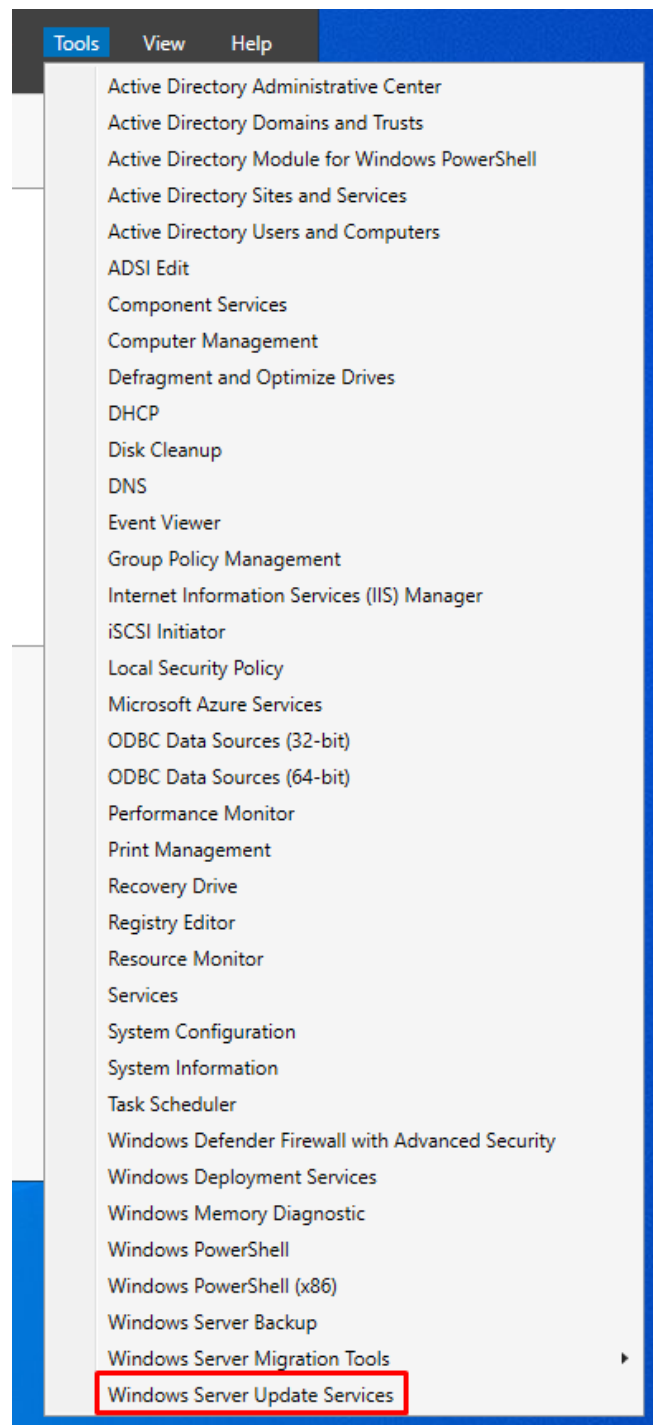 Tools View Help
Active Directory Administrative Center
Active Directory Domains and Trusts
Active Directory Module for Windows PowerShell
Active Directory Sites and Services
Active Directory Users and Computers
ADSI Edit
Component Services
Computer Management
Defragment and Optimize Drives
DHCP
Disk Cleanup
DNS
Event Viewer
Group Policy Management
Internet Information Services (IIS) Manager
iSCSI Initiator
Local Security Policy
Microsoft Azure Services
ODBC Data Sources (32-bit)
ODBC Data Sources (64-bit)
Performance Monitor
Print Management
Recovery Drive
Registry Editor
Resource Monitor
Services
System Configuration
System Information
Task Scheduler
Windows Defender Firewall with Advanced Security
Windows Deployment Services
Windows Memory Diagnostic
Windows PowerShell
Windows PowerShell (x86)
Windows Server Backup
Windows Server Migration Tools
Windows Server Update Services